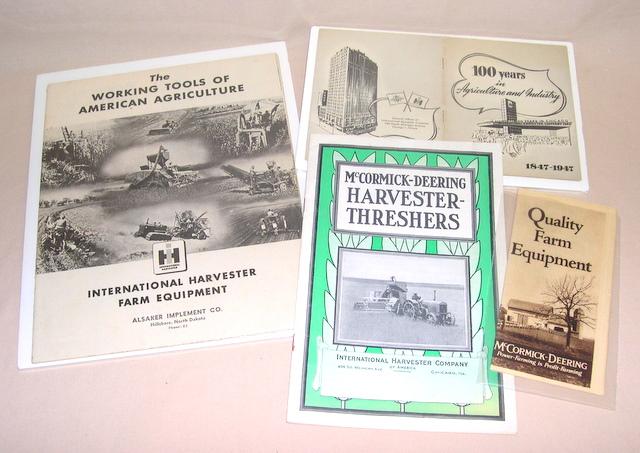 The
WORKING TOOLS OF
AMERICAN AGRICULTURE
IH
INTERNATIONAL HARVESTER
FARM EQUIPMENT
ALSAKER IMPLEMENT CO.
Hillsboro, North Dakota
100 years
in
Agriculture and Industry
1847-1947
McCORMICK-DEERING
HARVESTER-
THRESHERS
INTERNATIONAL HARVESTER COMPANY
OF AMERICA
CHICAGO, ILL.
Quality
Farm
Equipment
McCORMICK-DEERING
Power-Farming is Profit-Farming